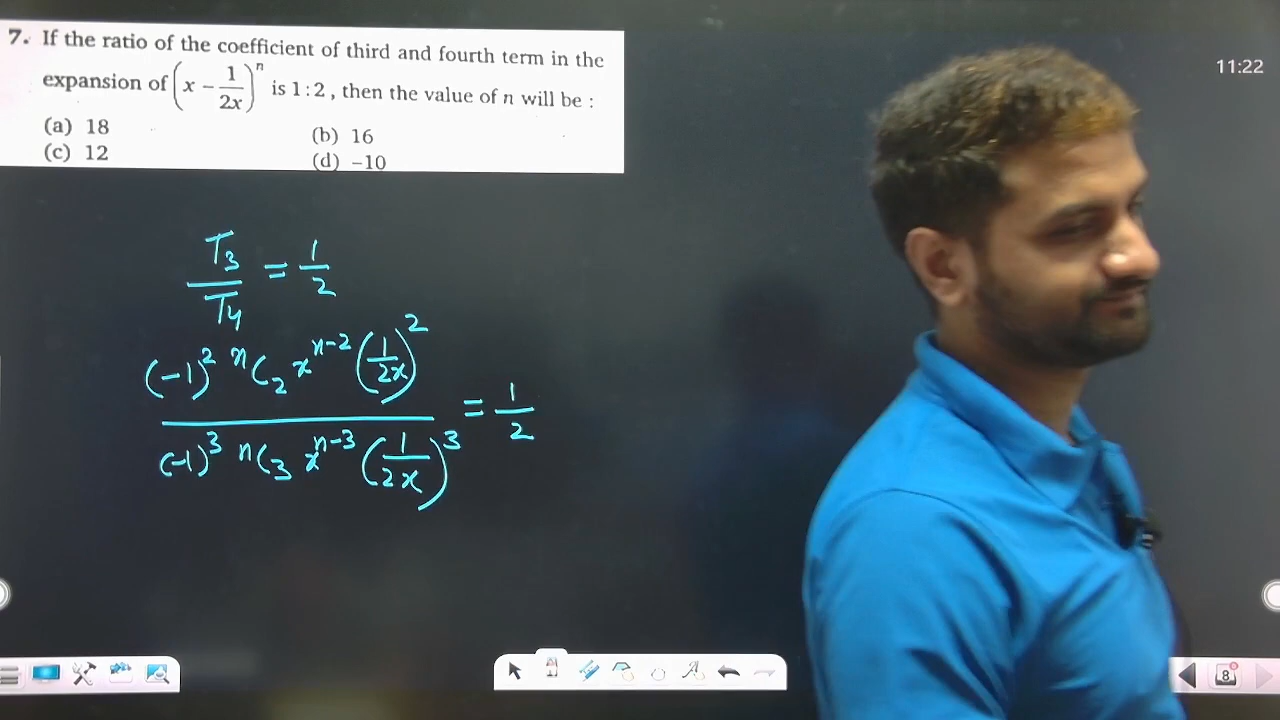 7. If the ratio of the coefficient of third and fourth term in the
expansion of (x - 1/2x)^n is 1:2, then the value of n will be :
(a) 18
(b) 16
(c) 12
(d) -10
11:22
T₃/T₄ = 1/2
(-1)² ⁿC₂ xⁿ⁻² (1/2x)² / (-1)³ ⁿC₃ xⁿ⁻³ (1/2x)³ = 1/2
8